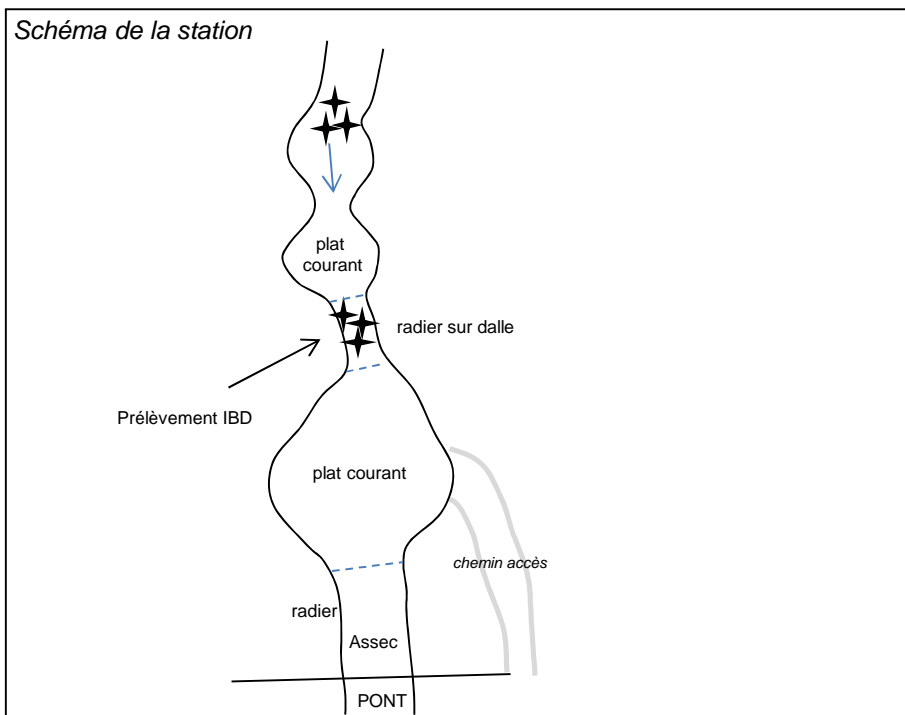 Schéma de la station
plat
courant
radier sur dalle
Prélèvement IBD
plat courant
chemin accès
radier
Assec
PONT